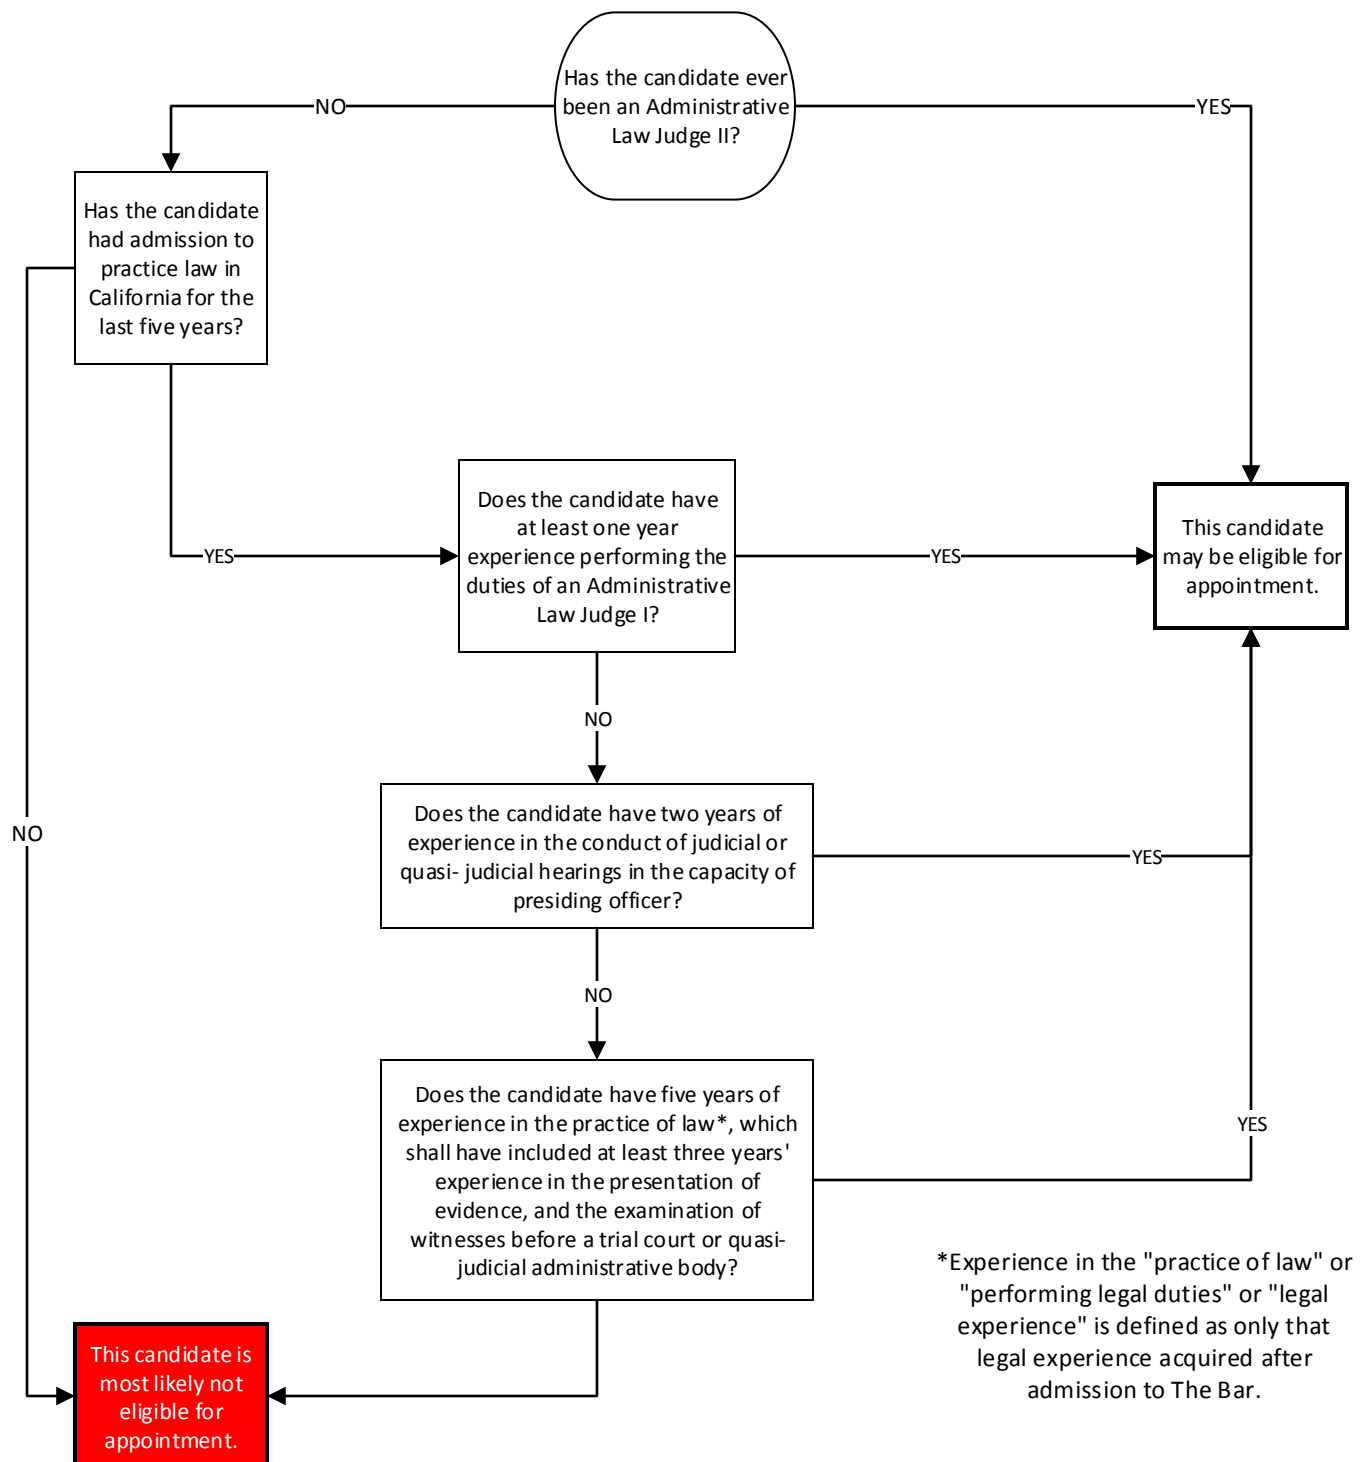 Has the candidate ever
been an Administrative
Law Judge II?
NO
YES
Has the candidate
had admission to
practice law in
California for the
last five years?
Does the candidate have
at least one year
experience performing the
duties of an Administrative
Law Judge I?
YES
YES
This candidate
may be eligible for
appointment.
NO
Does the candidate have two years of
experience in the conduct of judicial or
quasi- judicial hearings in the capacity of
presiding officer?
NO
YES
NO
Does the candidate have five years of
experience in the practice of law*, which
shall have included at least three years'
experience in the presentation of
evidence, and the examination of
witnesses before a trial court or quasi-
judicial administrative body?
YES
*Experience in the "practice of law" or
"performing legal duties" or "legal
experience" is defined as only that
legal experience acquired after
admission to The Bar.
This candidate is
most likely not
eligible for
appointment.